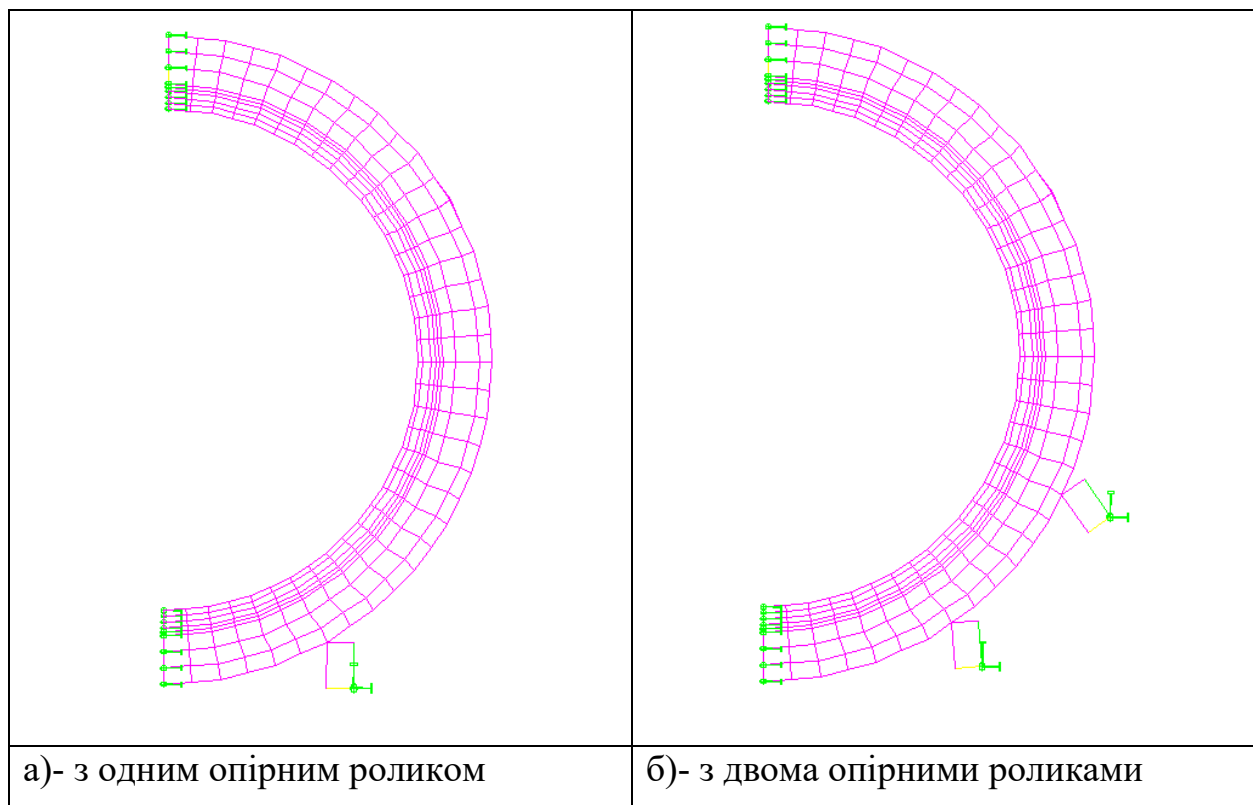 а)- з одним опірним роликом
б)- з двома опірними роликами